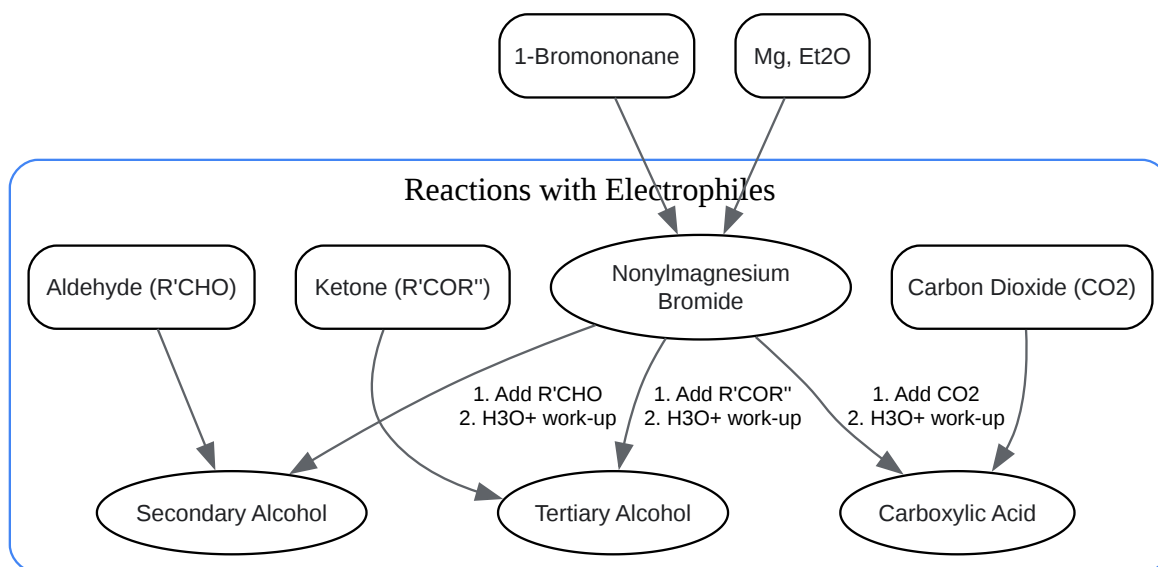 1-Bromononane
Mg, Et2O
Reactions with Electrophiles
Aldehyde (R'CHO)
Ketone (R'COR'')
Nonylmagnesium
Bromide
Carbon Dioxide (CO2)
1. Add R'CHO
2. H3O+ work-up
1. Add R'COR''
2. H3O+ work-up
1. Add CO2
2. H3O+ work-up
Secondary Alcohol
Tertiary Alcohol
Carboxylic Acid